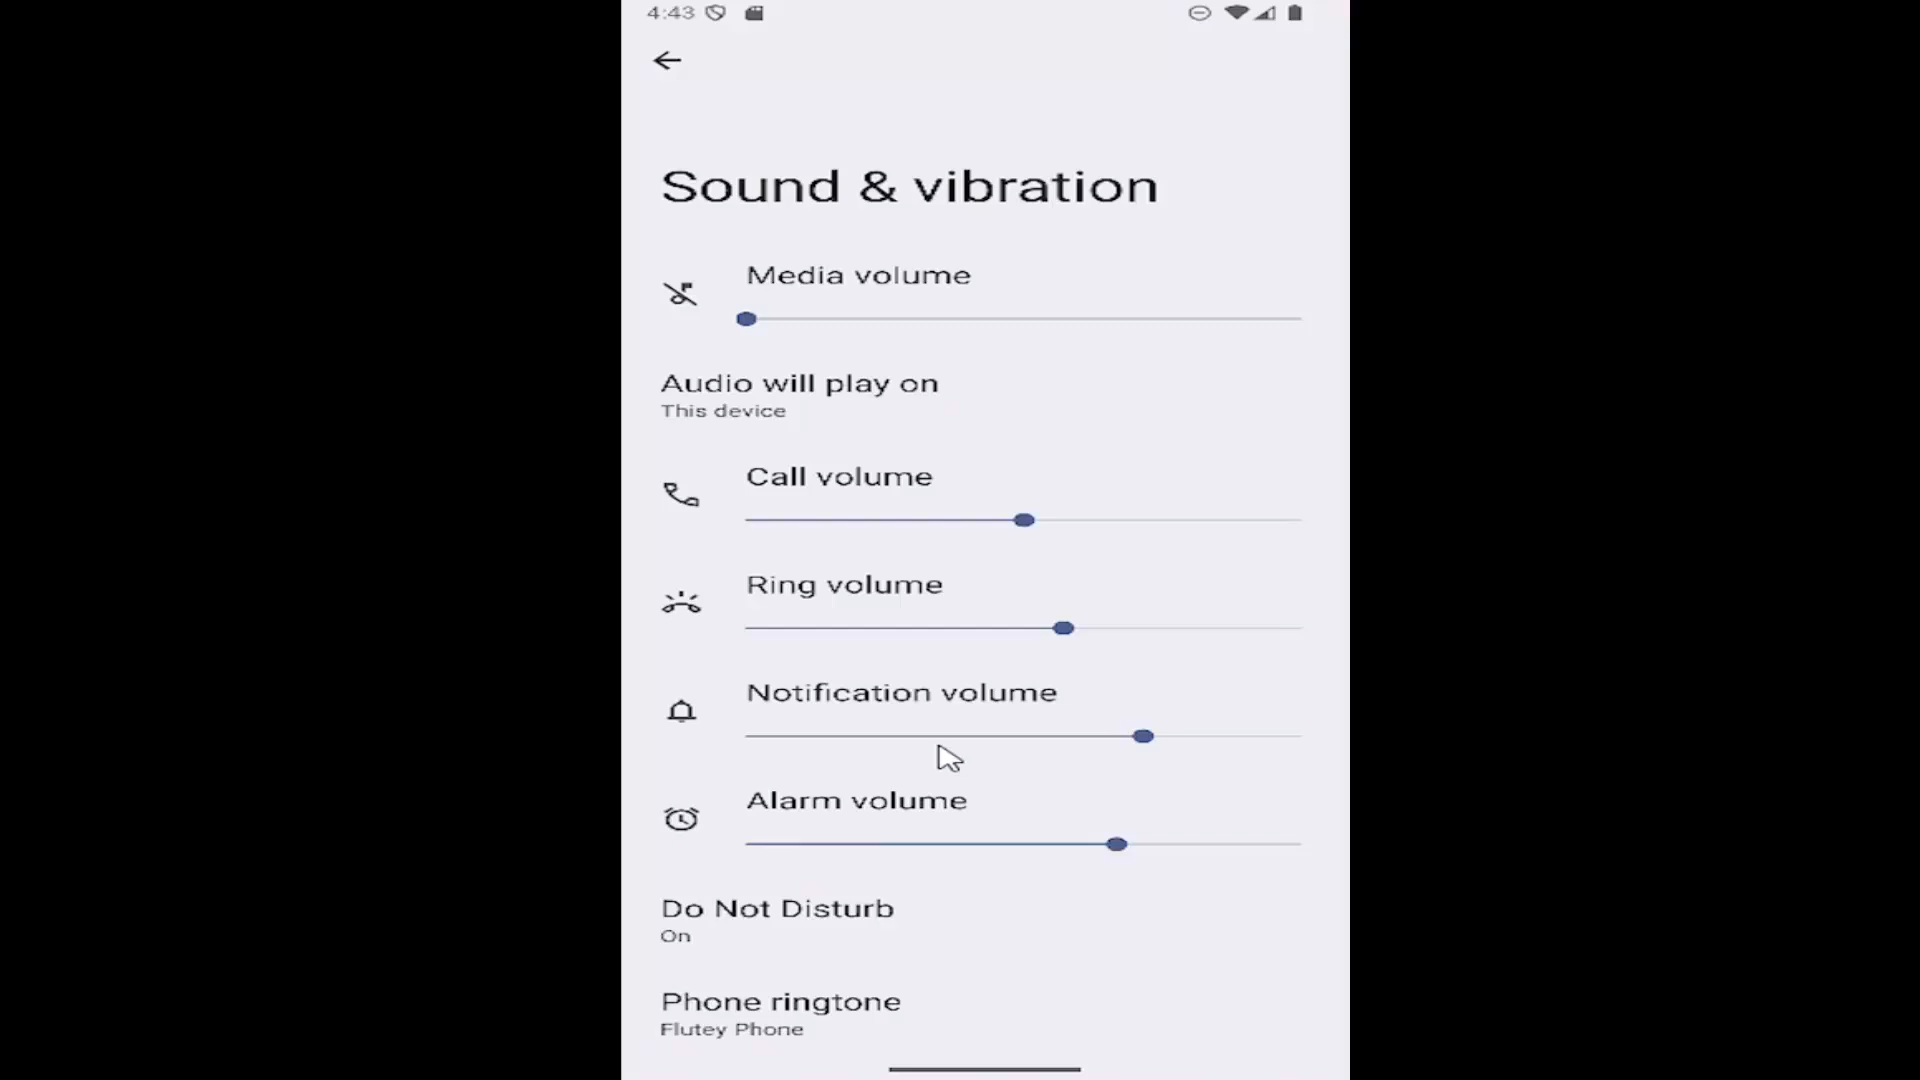 4:43
Sound & vibration
Media volume
Audio will play on
This device
Call volume
Ring volume
Notification volume
Alarm volume
Do Not Disturb
On
Phone ringtone
Flutey Phone